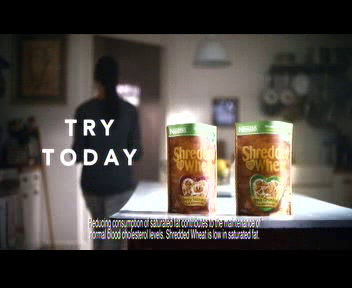 TRY
TODAY
Nestlé
Shredded
Wheat
Nestlé
Shredded
Wheat
Reducing consumption of saturated fat contributes to the maintenance of
normal blood cholesterol levels. Shredded Wheat is low in saturated fat.